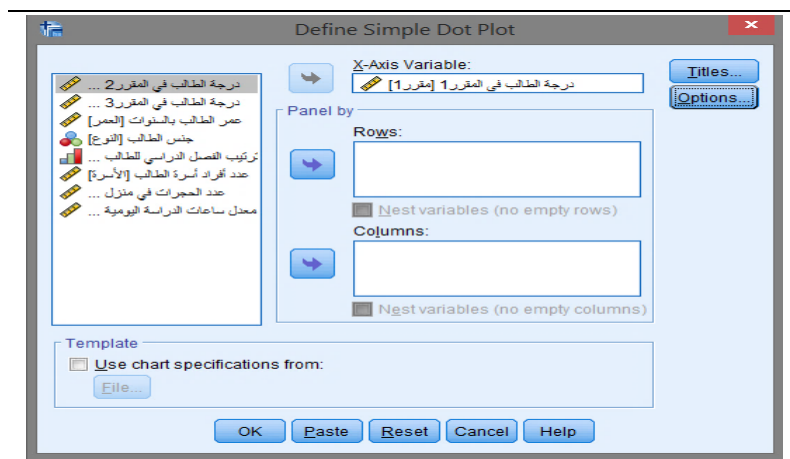 Define Simple Dot Plot
درجة الطالب في المقرر2 ...
درجة الطالب في المقرر3 ...
عمر الطالب بالسنوات [العمر]
جنس الطالب [النوع]
ترتيب الفصل الدراسي للطالب ...
عدد أفراد أسرة الطالب [الأسرة]
عدد الحجرات في منزل ...
معدل ساعات الدراسة اليومية ...
X-Axis Variable:
درجة الطالب في المقرر1 [مقرر1]
Titles...
Options...
Panel by
Rows:
Nest variables (no empty rows)
Columns:
Nest variables (no empty columns)
Template
Use chart specifications from:
File...
OK Paste Reset Cancel Help